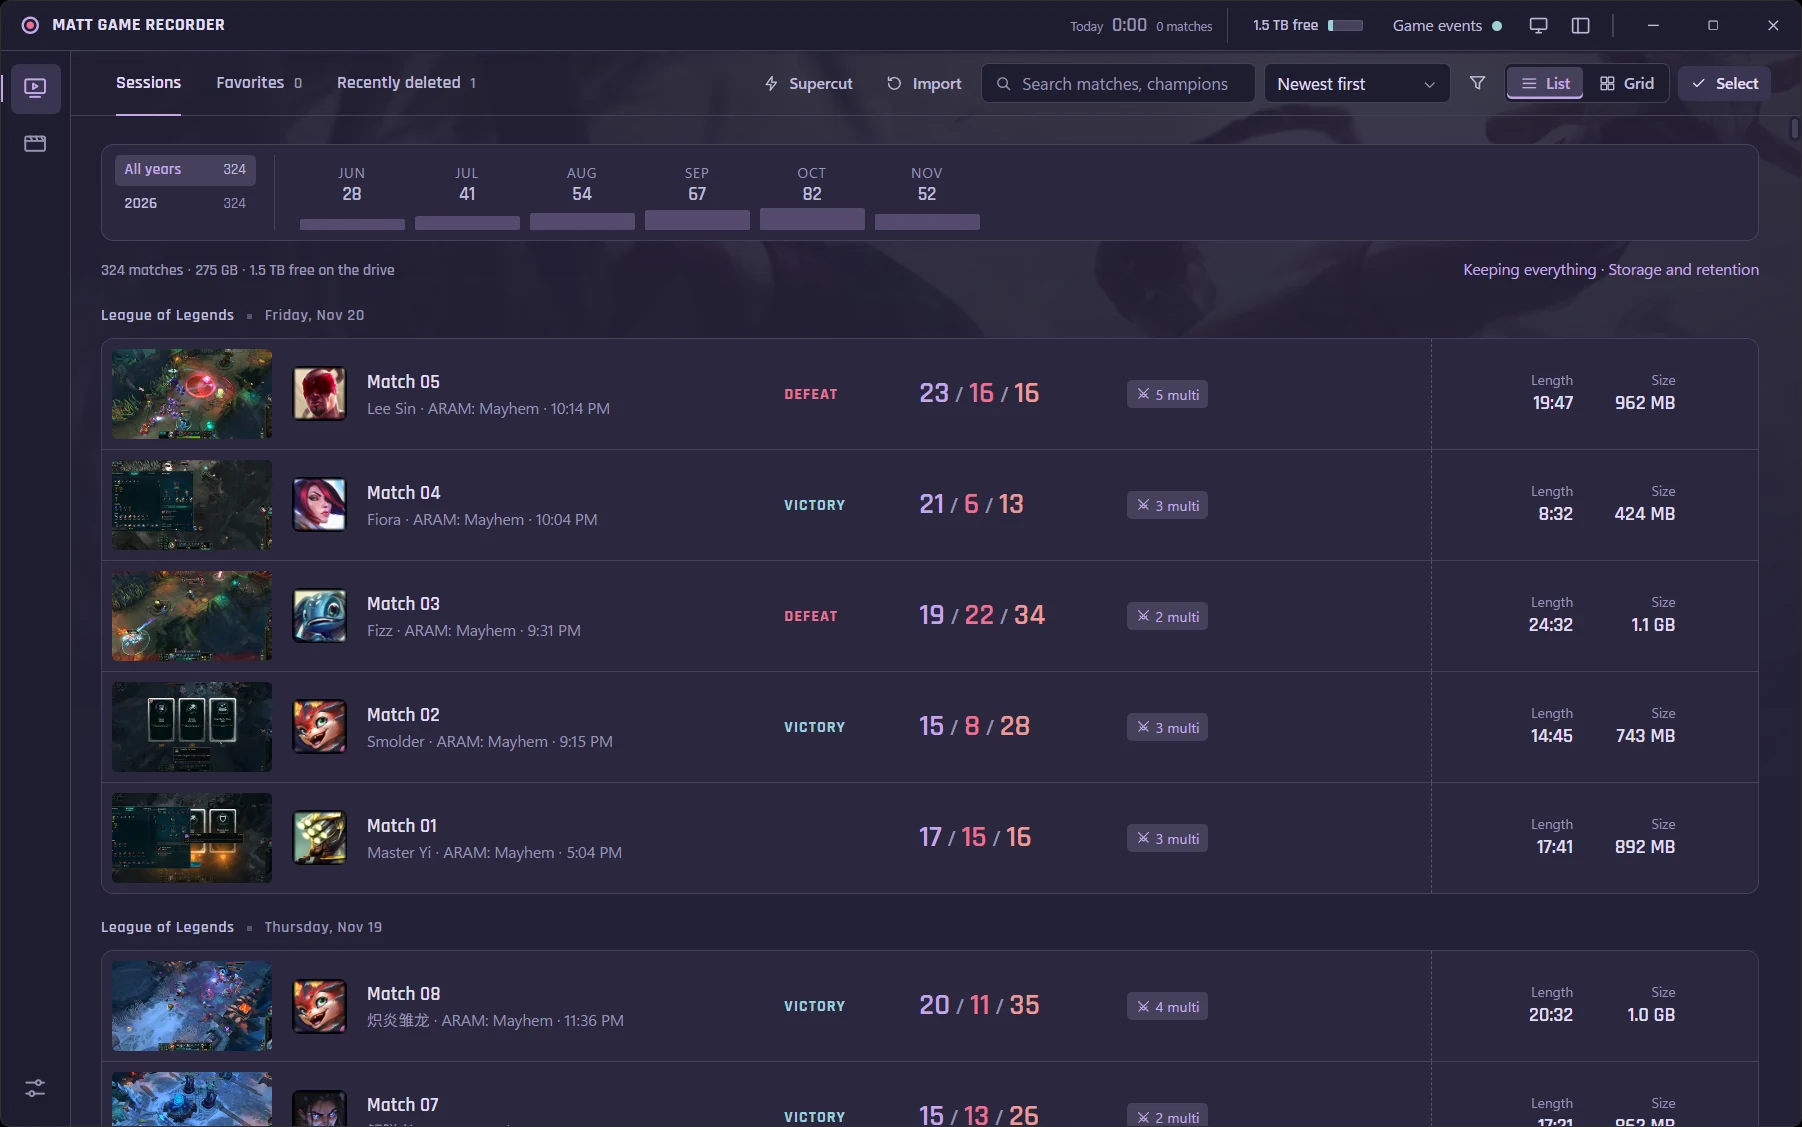 MATT GAME RECORDER
Today 0:00 0 matches
1.5 TB free
Game events
Sessions
Favorites 0
Recently deleted 1
Supercut
Import
Search matches, champions
Newest first
List
Grid
Select
All years 324
2026 324
JUN
28
JUL
41
AUG
54
SEP
67
OCT
82
NOV
52
324 matches · 275 GB · 1.5 TB free on the drive
Keeping everything · Storage and retention
League of Legends ▪ Friday, Nov 20
Match 05
Lee Sin · ARAM: Mayhem · 10:14 PM
DEFEAT
23 / 16 / 16
5 multi
Length
19:47
Size
962 MB
Match 04
Fiora · ARAM: Mayhem · 10:04 PM
VICTORY
21 / 6 / 13
3 multi
Length
8:32
Size
424 MB
Match 03
Fizz · ARAM: Mayhem · 9:31 PM
DEFEAT
19 / 22 / 34
2 multi
Length
24:32
Size
1.1 GB
Match 02
Smolder · ARAM: Mayhem · 9:15 PM
VICTORY
15 / 8 / 28
3 multi
Length
14:45
Size
743 MB
Match 01
Master Yi · ARAM: Mayhem · 5:04 PM
17 / 15 / 16
3 multi
Length
17:41
Size
892 MB
League of Legends ▪ Thursday, Nov 19
Match 08
炽炎雏龙 · ARAM: Mayhem · 11:36 PM
VICTORY
20 / 11 / 35
4 multi
Length
20:32
Size
1.0 GB
Match 07
VICTORY
15 / 13 / 26
2 multi
Length
Size